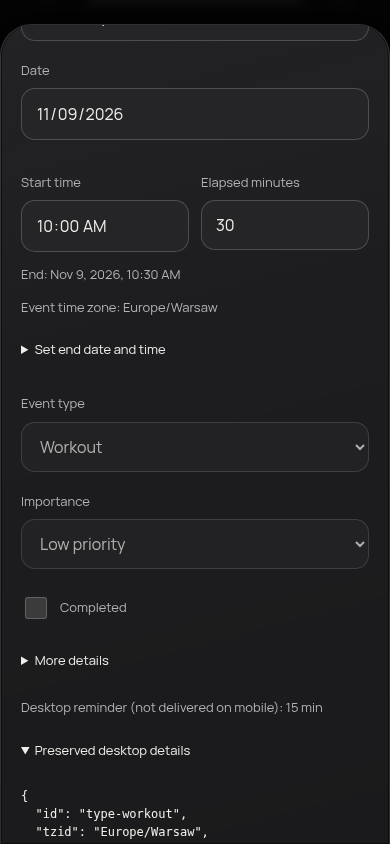 Date
11/09/2026
Start time
Elapsed minutes
10:00 AM
30
End: Nov 9, 2026, 10:30 AM
Event time zone: Europe/Warsaw
▶ Set end date and time
Event type
Workout
Importance
Low priority
Completed
▶ More details
Desktop reminder (not delivered on mobile): 15 min
▼ Preserved desktop details
{
"id": "type-workout",
"tzid": "Europe/Warsaw",